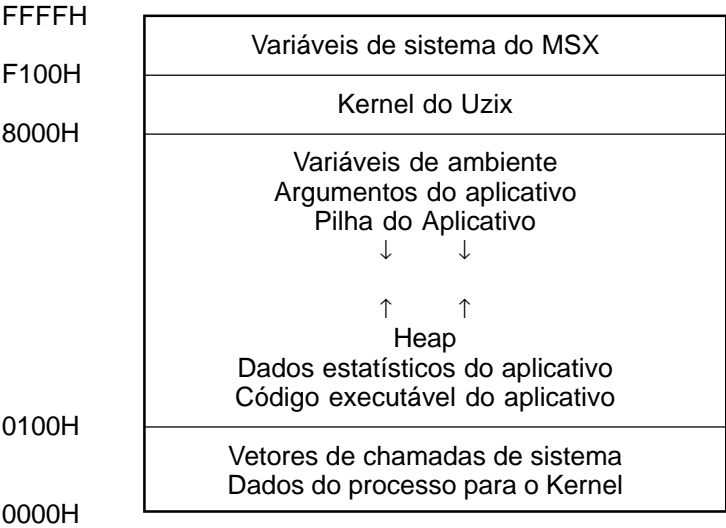 FFFFH
Variáveis de sistema do MSX
F100H
Kernel do Uzix
8000H
Variáveis de ambiente
Argumentos do aplicativo
Pilha do Aplicativo
↓ ↓
↑ ↑
Heap
Dados estatísticos do aplicativo
Código executável do aplicativo
0100H
Vetores de chamadas de sistema
Dados do processo para o Kernel
0000H